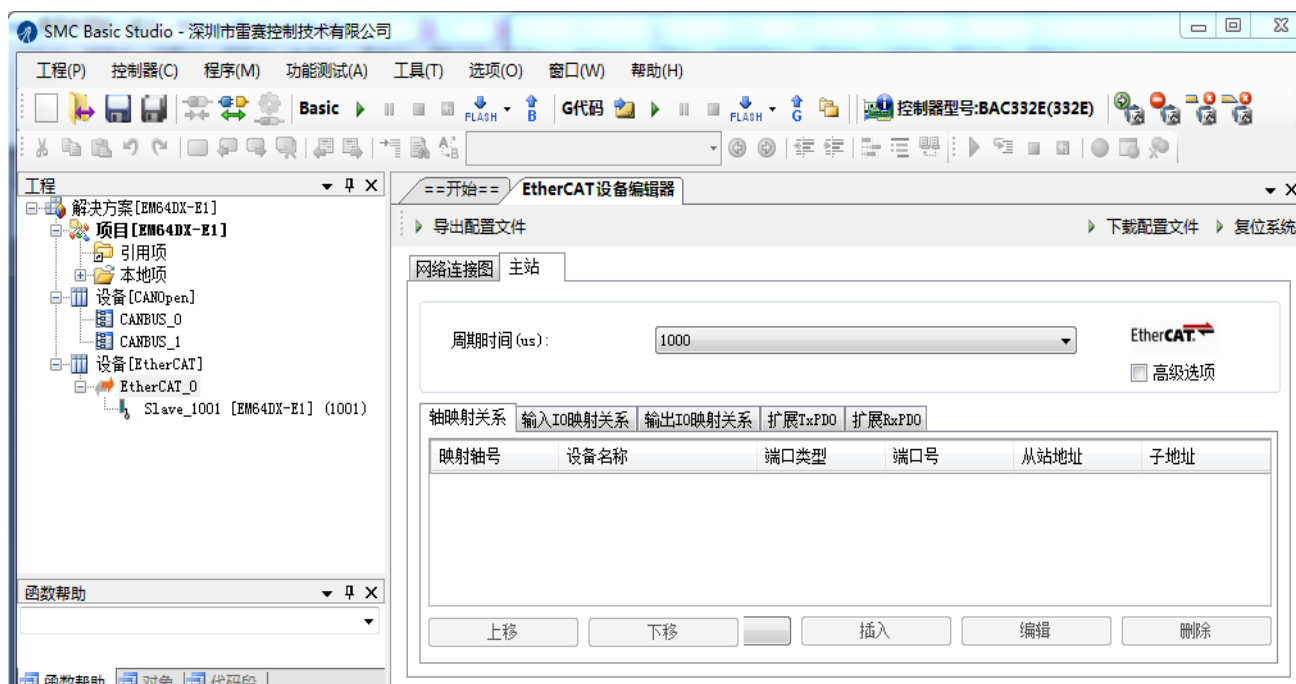 SMC Basic Studio - 深圳市雷赛控制技术有限公司
工程(P) 控制器(C) 程序(M) 功能测试(A) 工具(T) 选项(O) 窗口(W) 帮助(H)
Basic FLASH B G代码 FLASH G 控制器型号:BAC332E(332E)
工程
==开始== EtherCAT设备编辑器
解决方案[EM64DX-E1]
项目[EM64DX-E1]
引用项
本地项
设备[CANOpen]
CANBUS_0
CANBUS_1
设备[EtherCAT]
EtherCAT_0
Slave_1001 [EM64DX-E1] (1001)
导出配置文件 下载配置文件 复位系统
网络连接图 主站
周期时间(us): 1000 EtherCAT
高级选项
轴映射关系 输入IO映射关系 输出IO映射关系 扩展TxPDO 扩展RxPDO
映射轴号 设备名称 端口类型 端口号 从站地址 子地址
上移 下移 插入 编辑 删除
函数帮助
函数帮助 对象 代码段